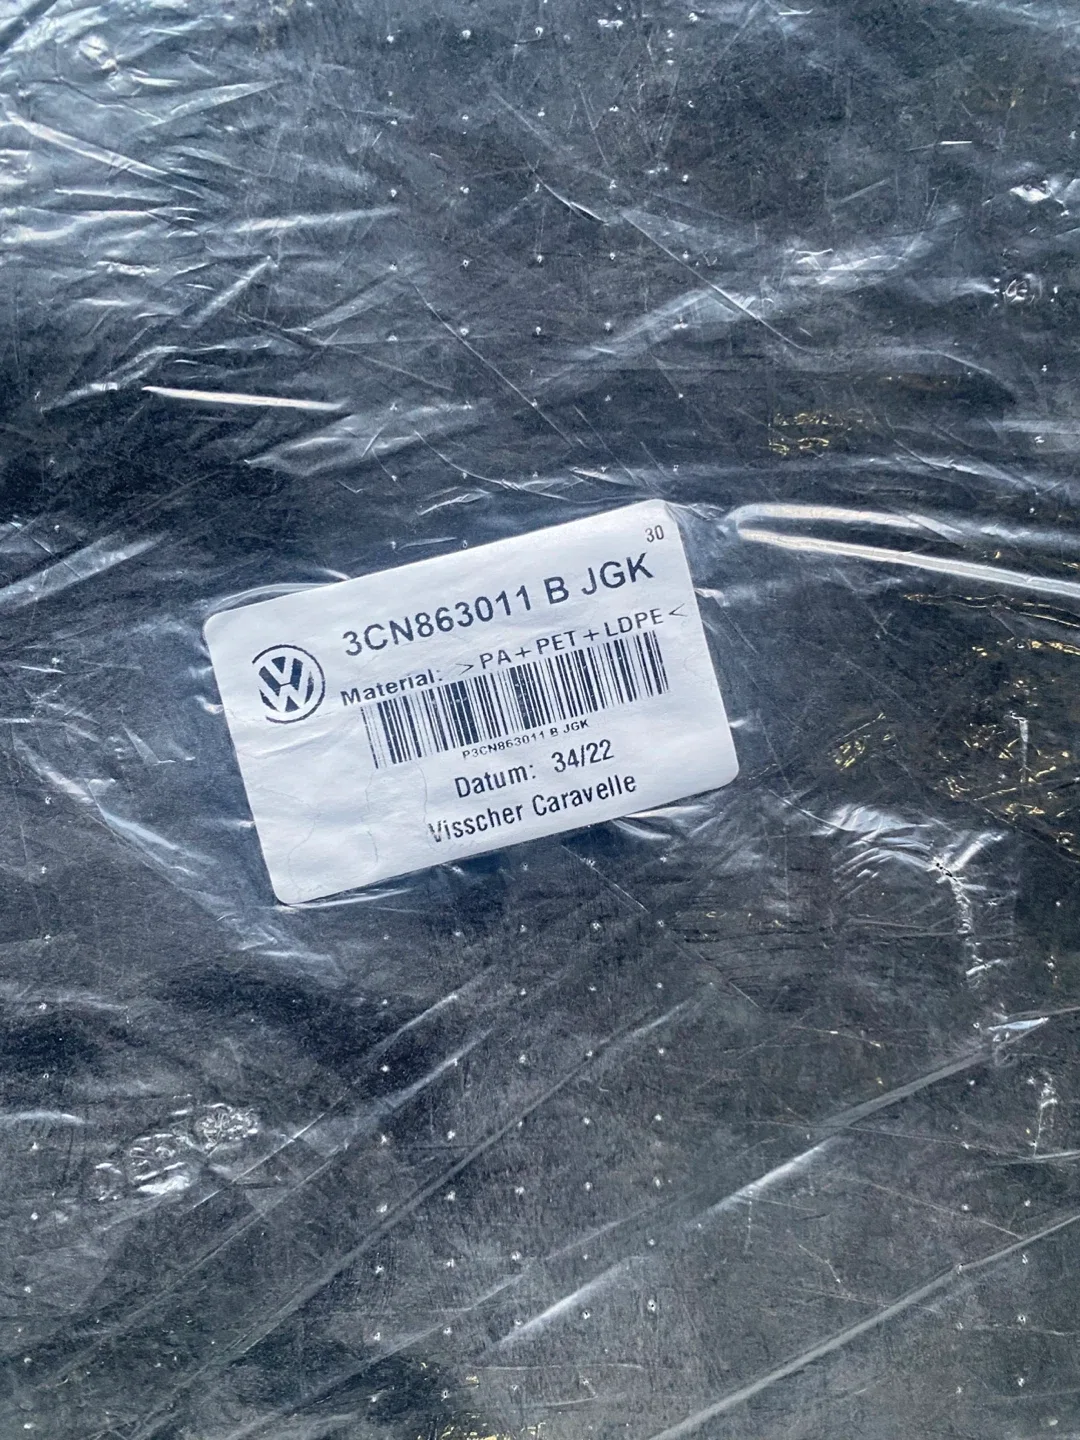 30
3CN863011 B JGK
Material: >PA+PET+LDPE<
P3CN863011 B JGK
Datum: 34/22
Visscher Caravelle